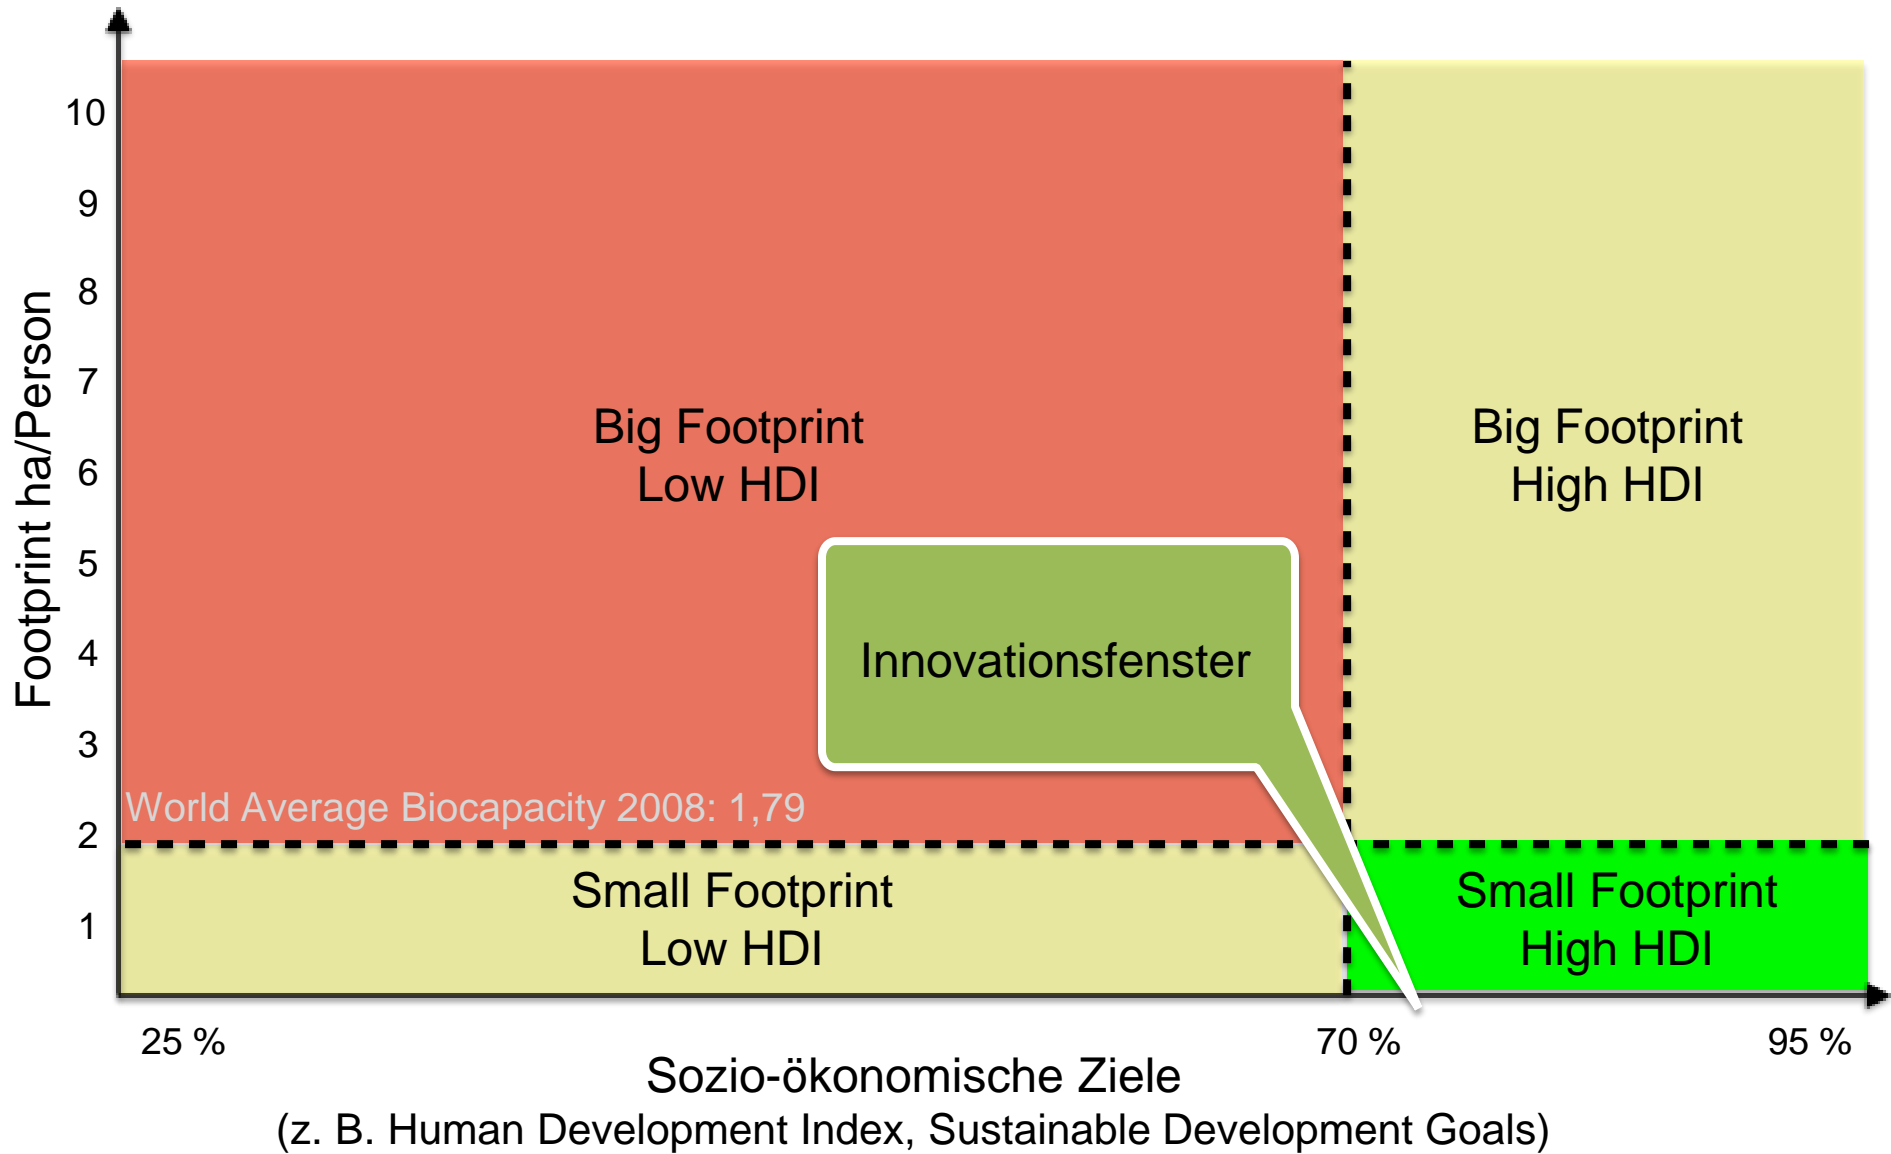 10
9
8
7
6
5
4
3
2
1
Footprint ha/Person
Big Footprint
Low HDI
Big Footprint
High HDI
Innovationsfenster
World Average Biocapacity 2008: 1,79
Small Footprint
Low HDI
Small Footprint
High HDI
25 %
70 %
95 %
Sozio-ökonomische Ziele
(z. B. Human Development Index, Sustainable Development Goals)